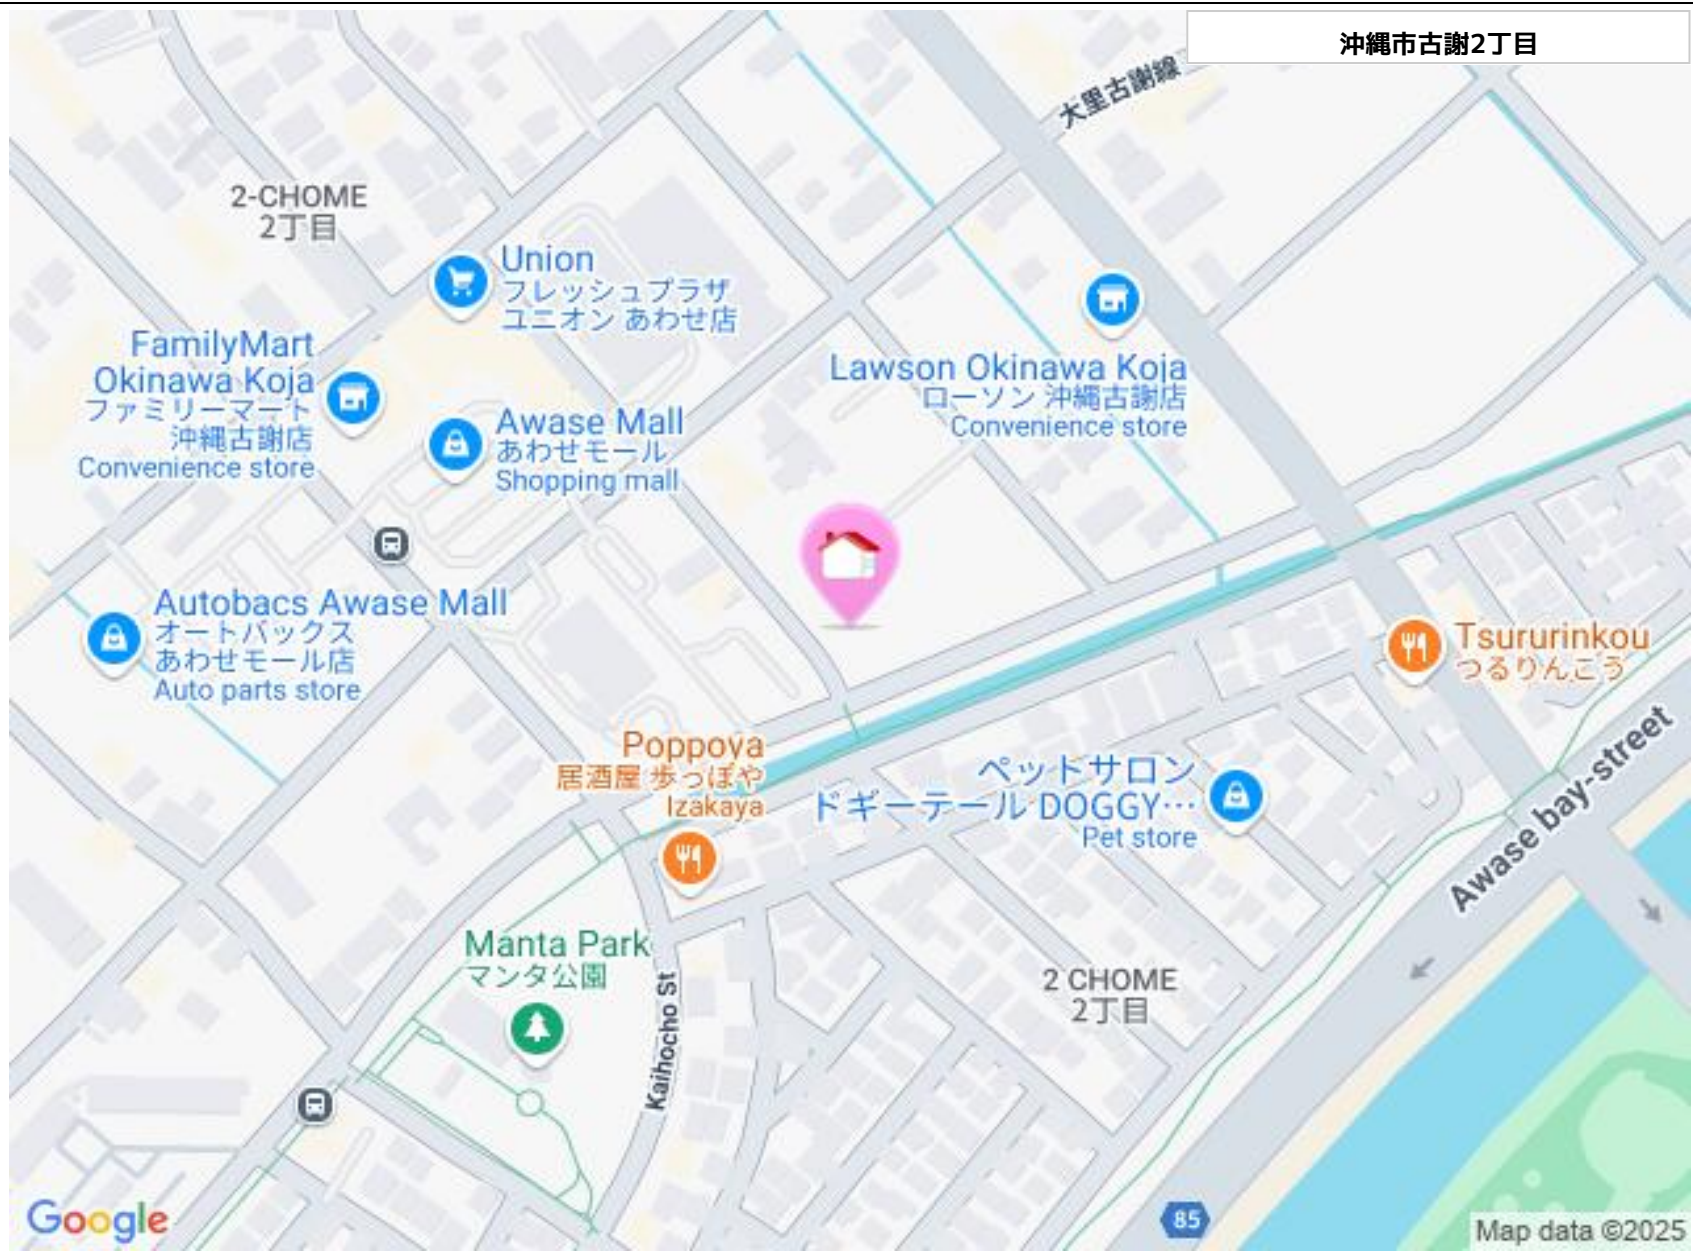 沖縄市古謝2丁目
大里古謝線
2-CHOME
2丁目
Union
フレッシュプラザ
ユニオン あわせ店
FamilyMart
Okinawa Koja
ファミリーマート
沖縄古謝店
Convenience store
Lawson Okinawa Koja
ローソン 沖縄古謝店
Convenience store
Awase Mall
あわせモール
Shopping mall
Autobacs Awase Mall
オートバックス
あわせモール店
Auto parts store
Tsururinkou
つるりんこう
Poppoya
居酒屋 歩っぽや
Izakaya
ペットサロン
ドギーテール DOGGY…
Pet store
Awase bay-street
Manta Park
マンタ公園
Kaihocho St
2 CHOME
2丁目
85
Google
Map data ©2025